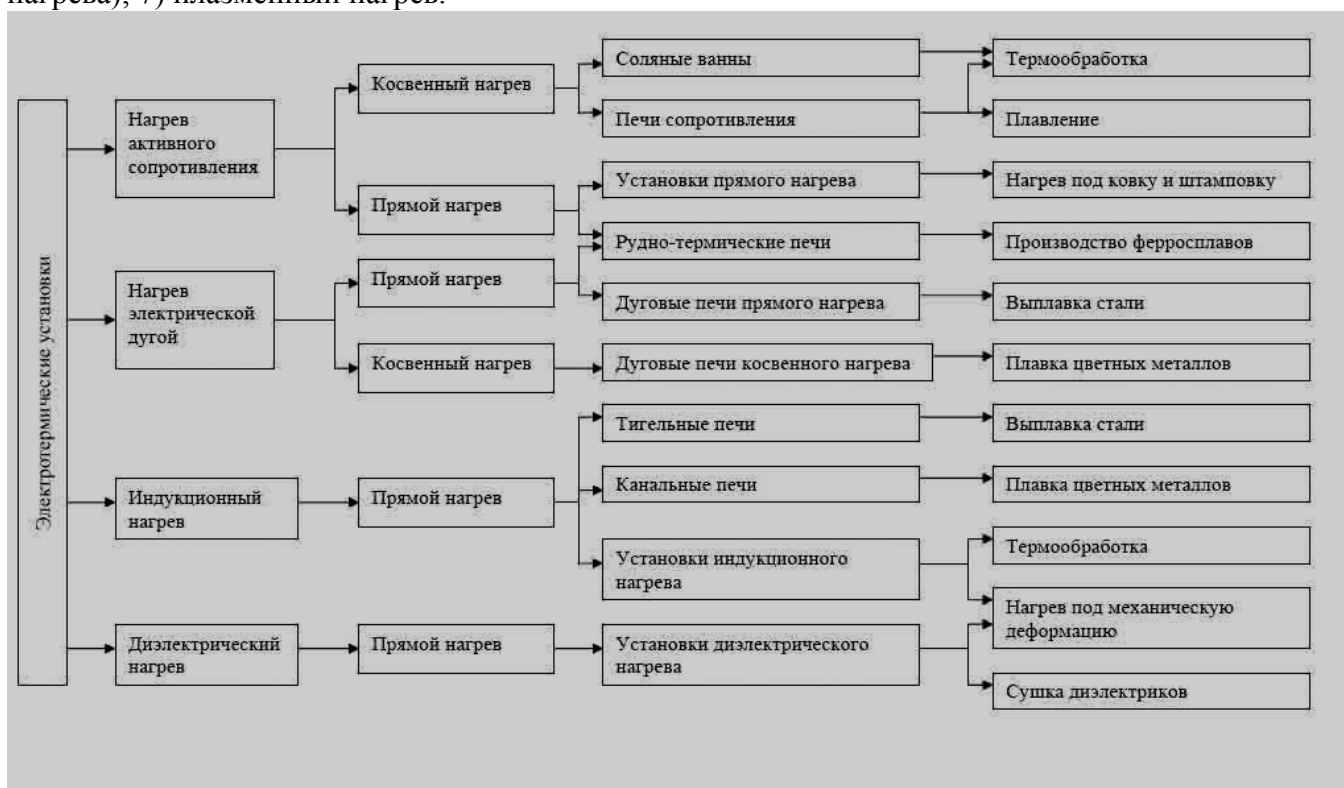 нагрева); 7) плазменный нагрев.
Электротермические установки
Нагрев
активного
сопротивления
Косвенный нагрев
Соляные ванны
Термообработка
Печи сопротивления
Плавление
Прямой нагрев
Установки прямого нагрева
Нагрев под ковку и штамповку
Рудно-термические печи
Производство ферросплавов
Нагрев
электрической
дугой
Прямой нагрев
Дуговые печи прямого нагрева
Выплавка стали
Косвенный нагрев
Дуговые печи косвенного нагрева
Плавка цветных металлов
Индукционный
нагрев
Прямой нагрев
Тигельные печи
Выплавка стали
Канальные печи
Плавка цветных металлов
Установки индукционного
нагрева
Термообработка
Нагрев под механическую
деформацию
Диэлектрический
нагрев
Прямой нагрев
Установки диэлектрического
нагрева
Сушка диэлектриков